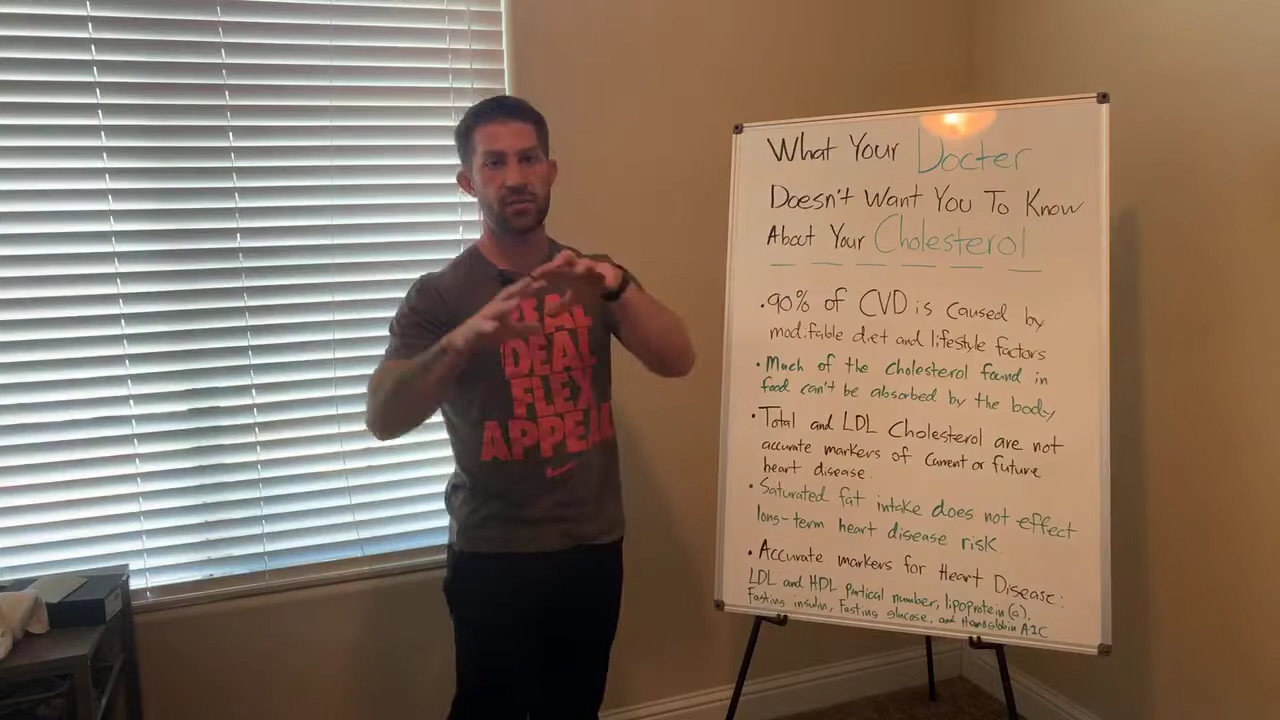 REAL
IDEAL
FLEX
APPEAL
What Your Docter
Doesn't Want You To Know
About Your Cholesterol
• 90% of CVD is caused by
modifable diet and lifestyle factors
• Much of the cholesterol found in
food can't be absorbed by the body
• Total and LDL Cholesterol are not
accurate markers of current or future
heart disease.
• Saturated fat intake does not effect
long-term heart disease risk
• Accurate markers for Heart Disease:
LDL and HDL Partical number, lipoprotein (a),
Fasting insulin, Fasting glucose, and Hemoglobin A1C